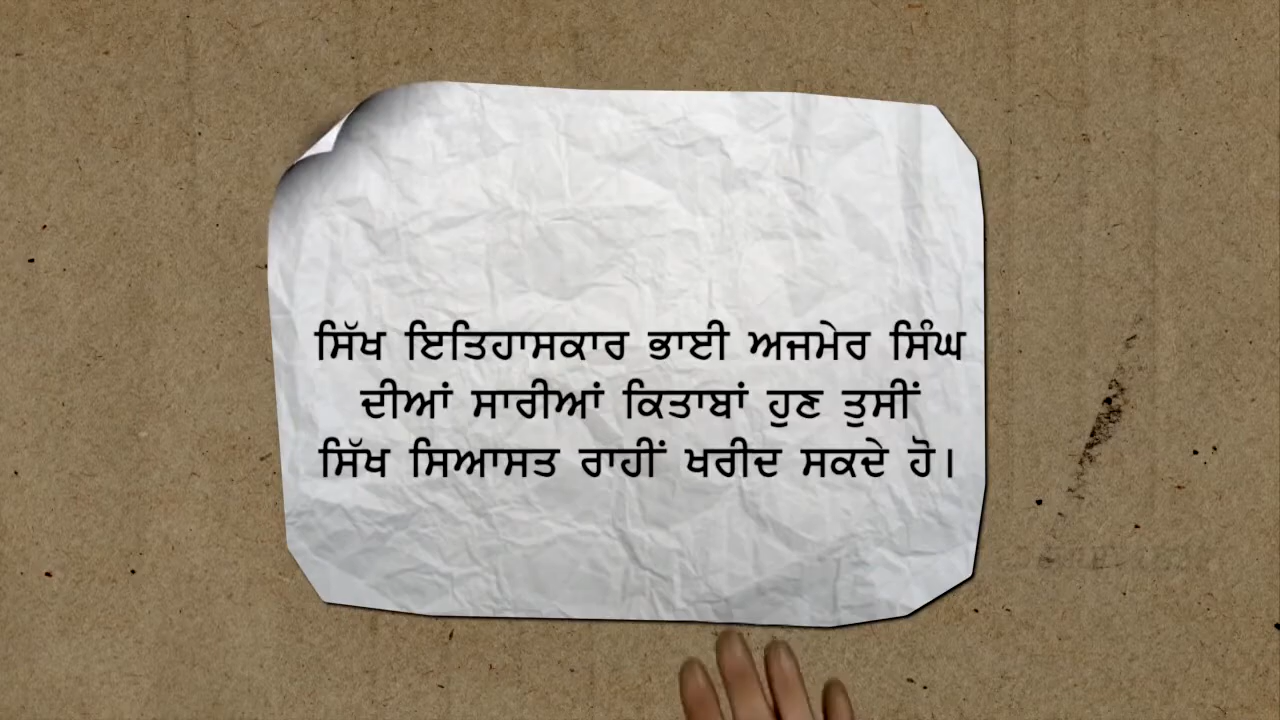 ਸਿੱਖ ਇਤਿਹਾਸਕਾਰ ਭਾਈ ਅਜਮੇਰ ਸਿੰਘ
ਦੀਆਂ ਸਾਰੀਆਂ ਕਿਤਾਬਾਂ ਹੁਣ ਤੁਸੀਂ
ਸਿੱਖ ਸਿਆਸਤ ਰਾਹੀਂ ਖਰੀਦ ਸਕਦੇ ਹੋ।